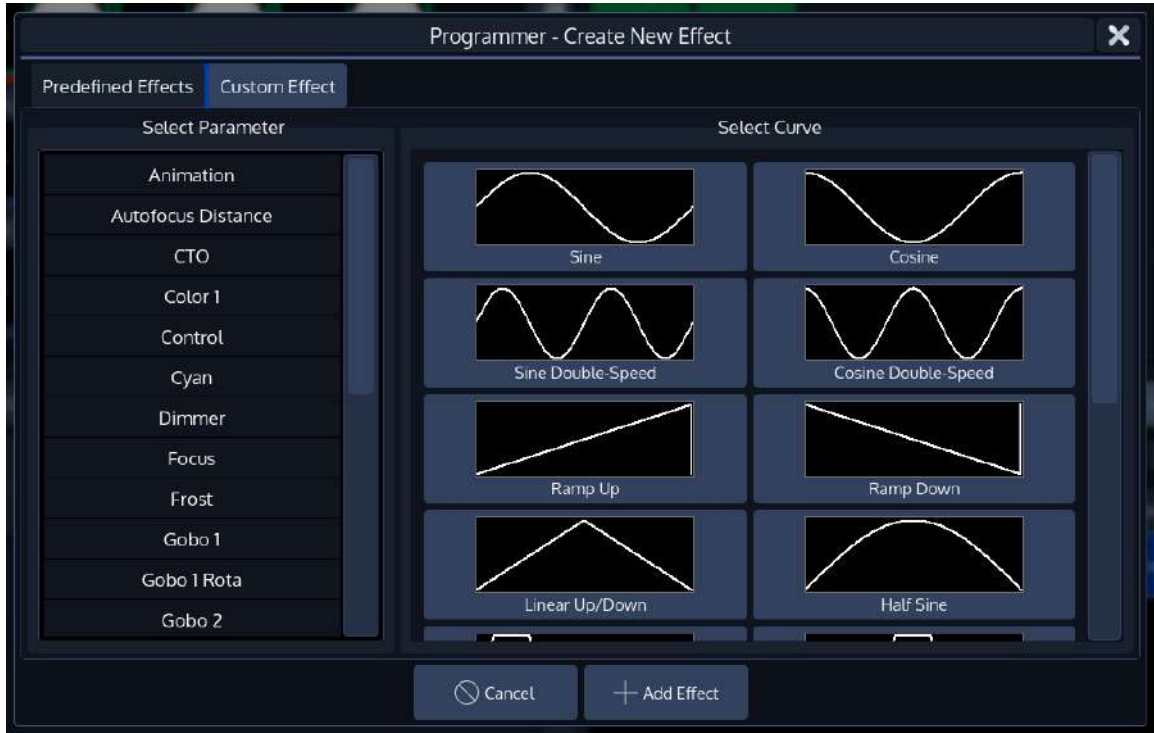 Programmer - Create New Effect
Predefined Effects
Custom Effect
Select Parameter
Animation
Autofocus Distance
CTO
Color 1
Control
Cyan
Dimmer
Focus
Frost
Gobo 1
Gobo 1 Rota
Gobo 2
Select Curve
Sine
Cosine
Sine Double-Speed
Cosine Double-Speed
Ramp Up
Ramp Down
Linear Up/Down
Half Sine
Cancel
Add Effect